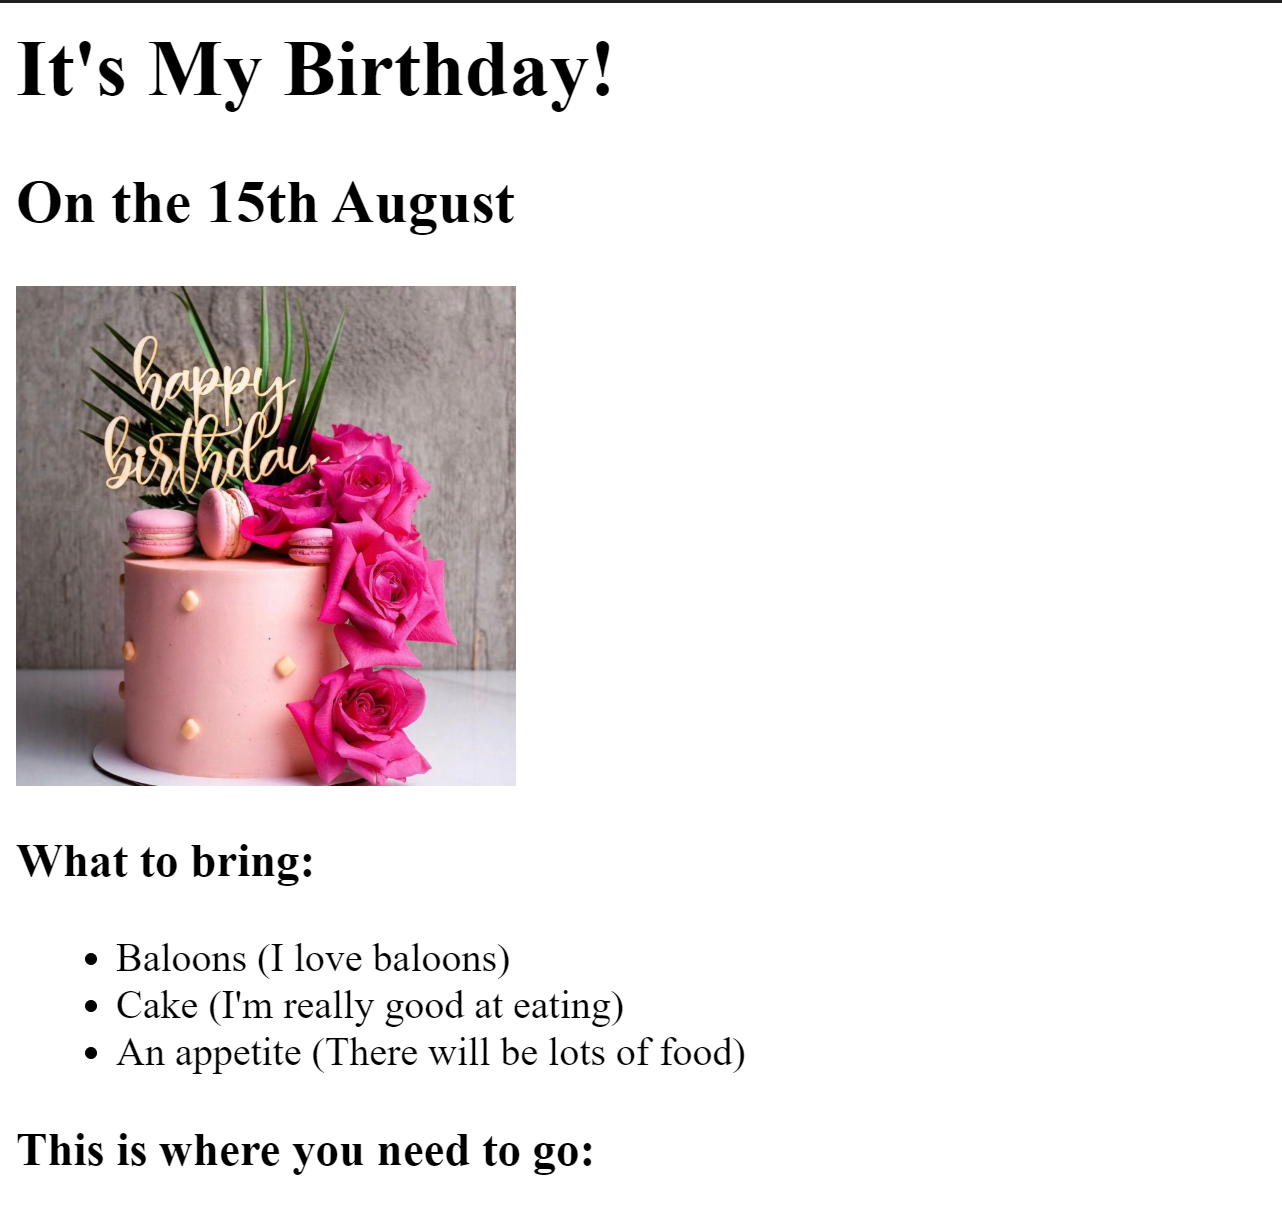 It's My Birthday!
On the 15th August
happy
birthday
What to bring:
Baloons (I love baloons)
Cake (I'm really good at eating)
An appetite (There will be lots of food)
This is where you need to go: